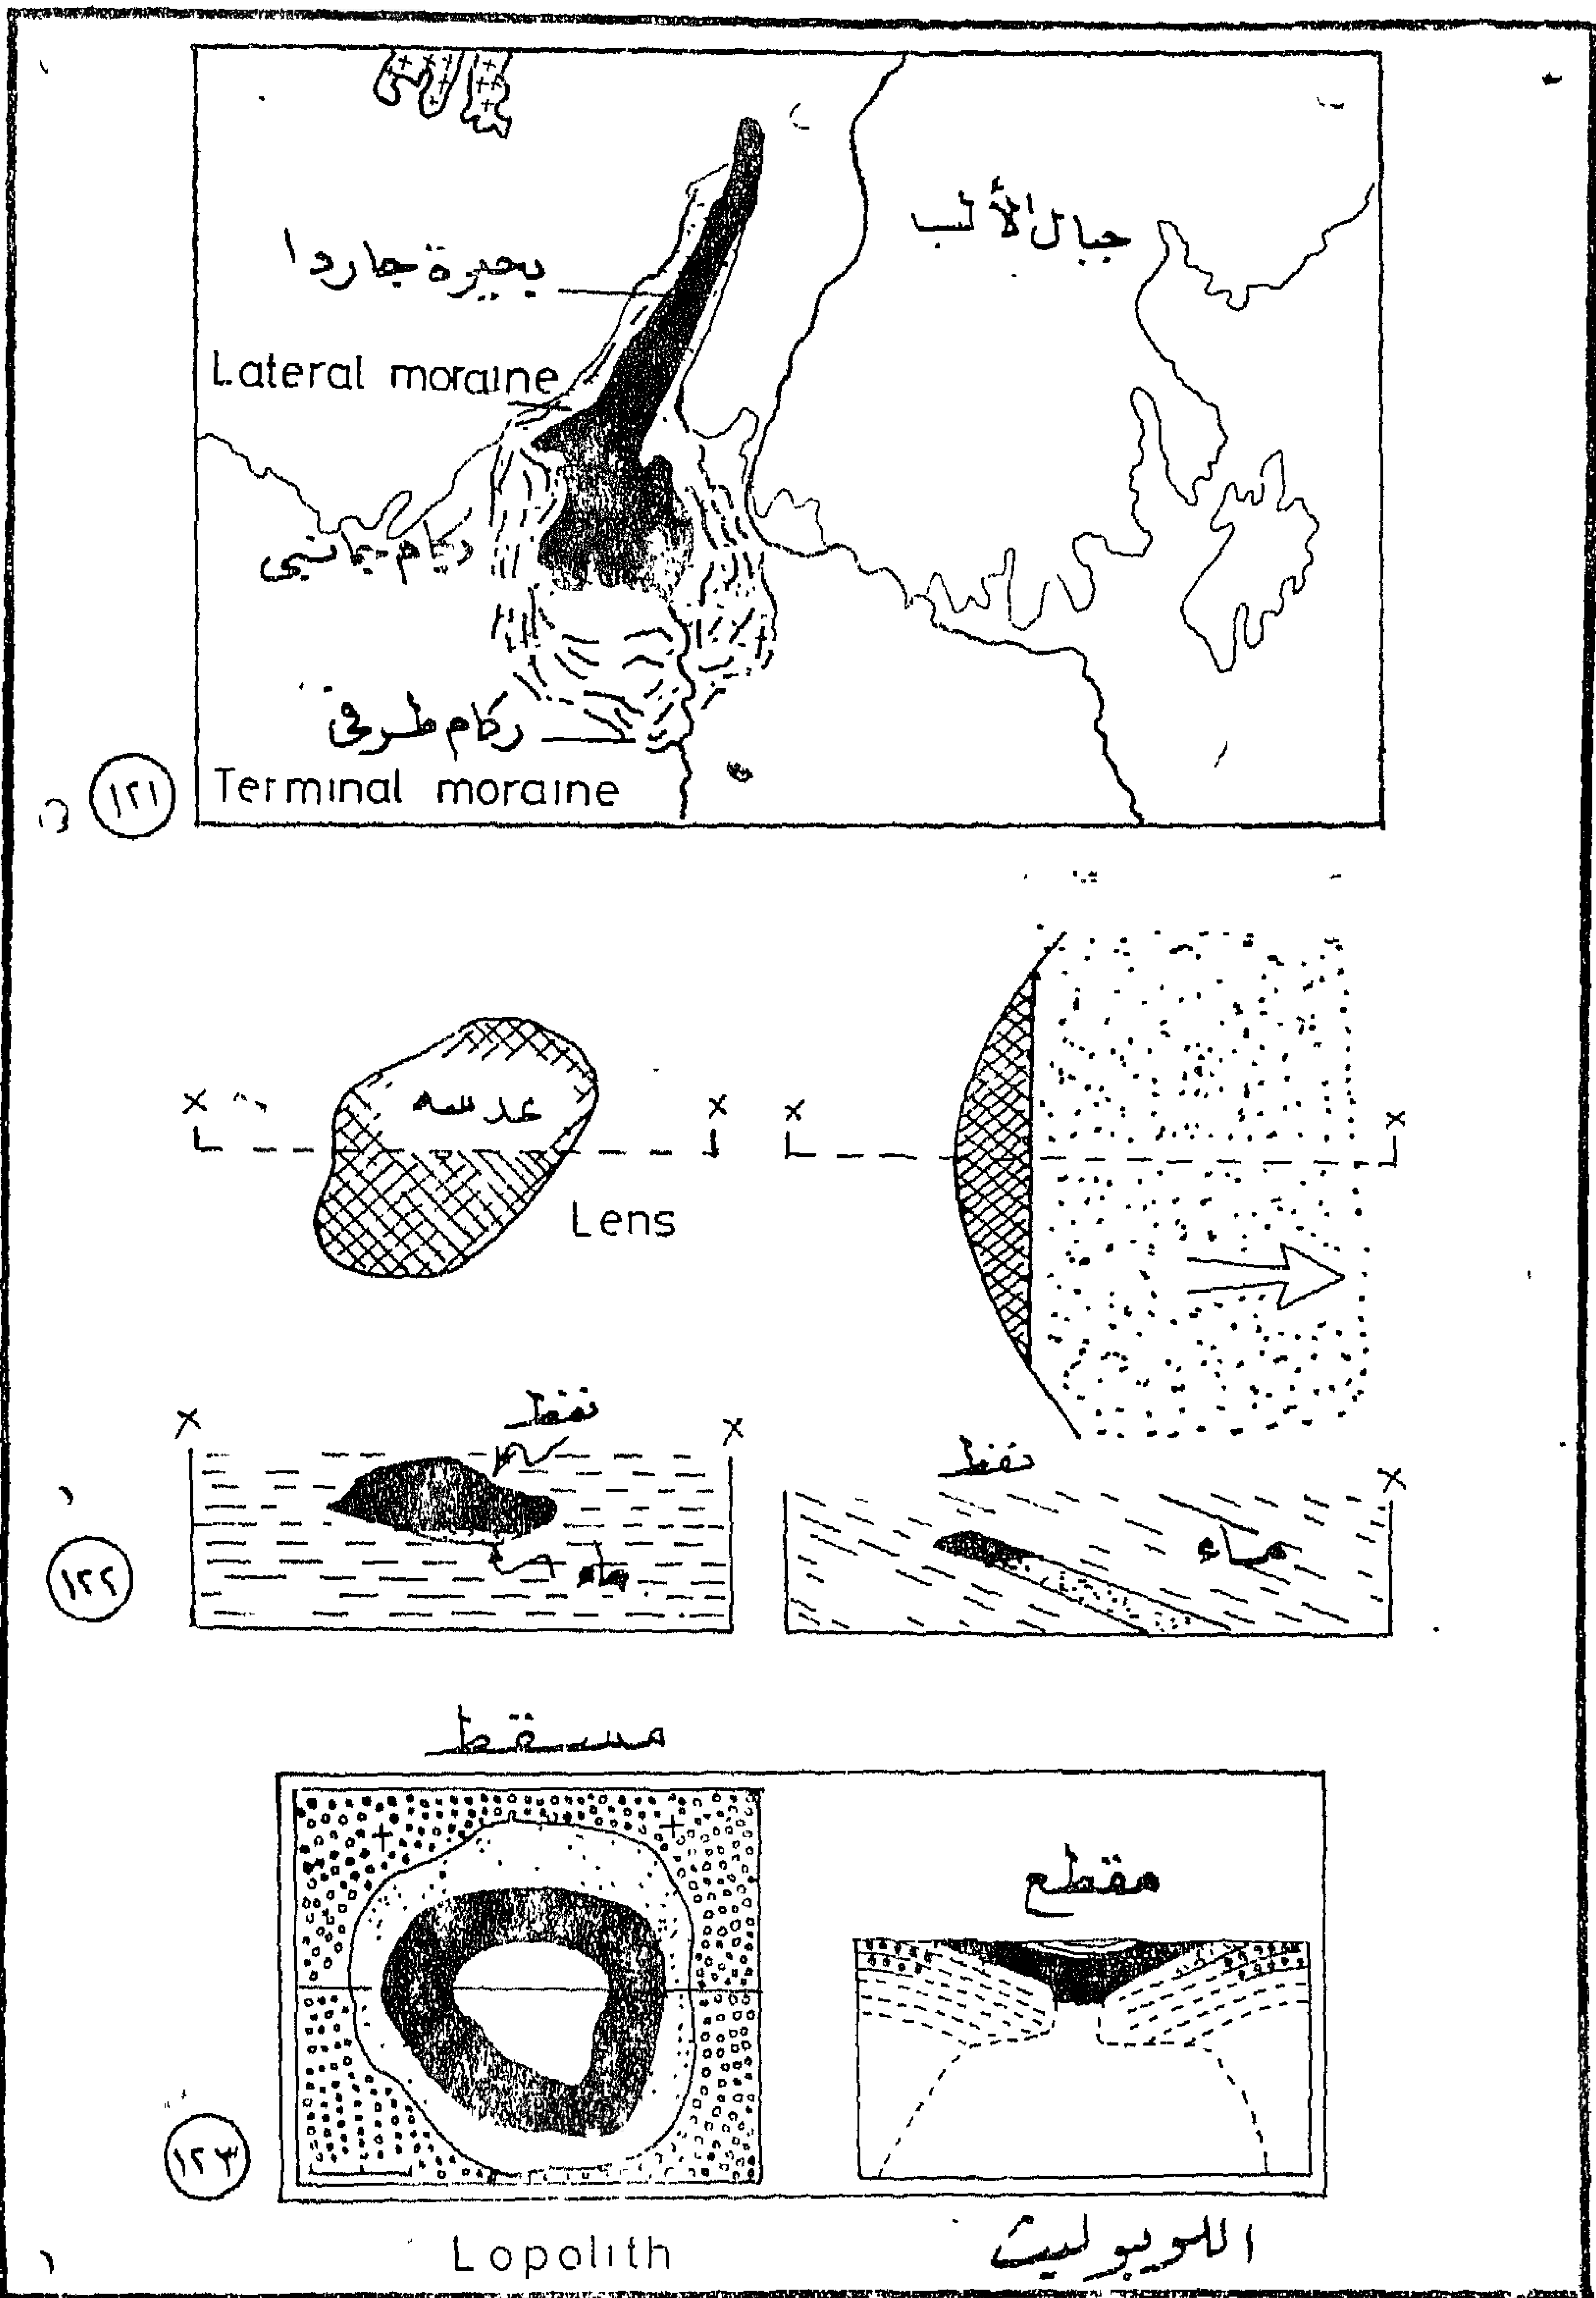 جبال الألب
بحيرة جاردا
Lateral moraine
ركام جانبي
ركام طرفي
Terminal moraine
١٢١
عدسه
x x x x
Lens
نفط
x x
نفط
x
ماء
ماء
١٢٢
مسقط
مقطع
١٢٣
Lopolith
اللوبوليث